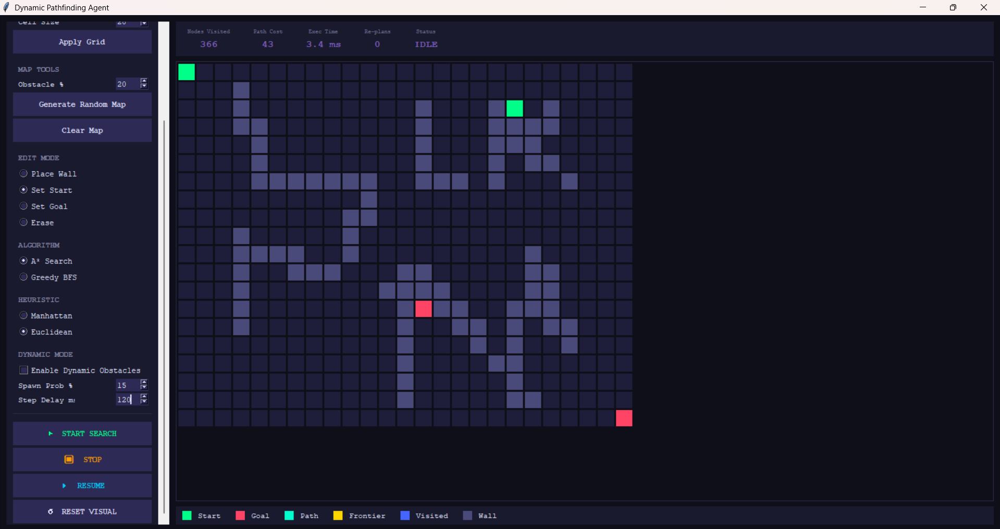 Dynamic Pathfinding Agent
Cell Size 20
Apply Grid
MAP TOOLS
Obstacle % 20
Generate Random Map
Clear Map
EDIT MODE
Place Wall
Set Start
Set Goal
Erase
ALGORITHM
A* Search
Greedy BFS
HEURISTIC
Manhattan
Euclidean
DYNAMIC MODE
Enable Dynamic Obstacles
Spawn Prob % 15
Step Delay ms 120
START SEARCH
STOP
RESUME
RESET VISUAL
Nodes Visited Path Cost Exec Time Re-plans Status
366 43 3.4 ms 0 IDLE
Start Goal Path Frontier Visited Wall